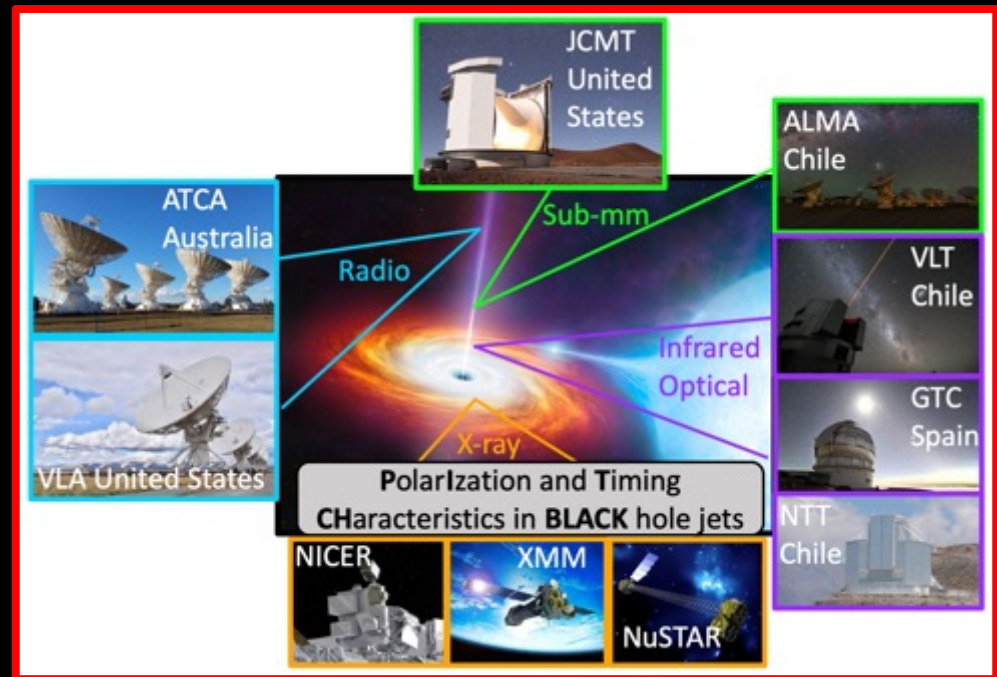 JCMT
United
States
ALMA
Chile
ATCA
Australia
Sub-mm
Radio
VLT
Chile
Infrared
Optical
GTC
Spain
VLA United States
X-ray
PolarIzation and Timing
CHaracteristics in BLACK hole jets
NTT
Chile
NICER
XMM
NuSTAR